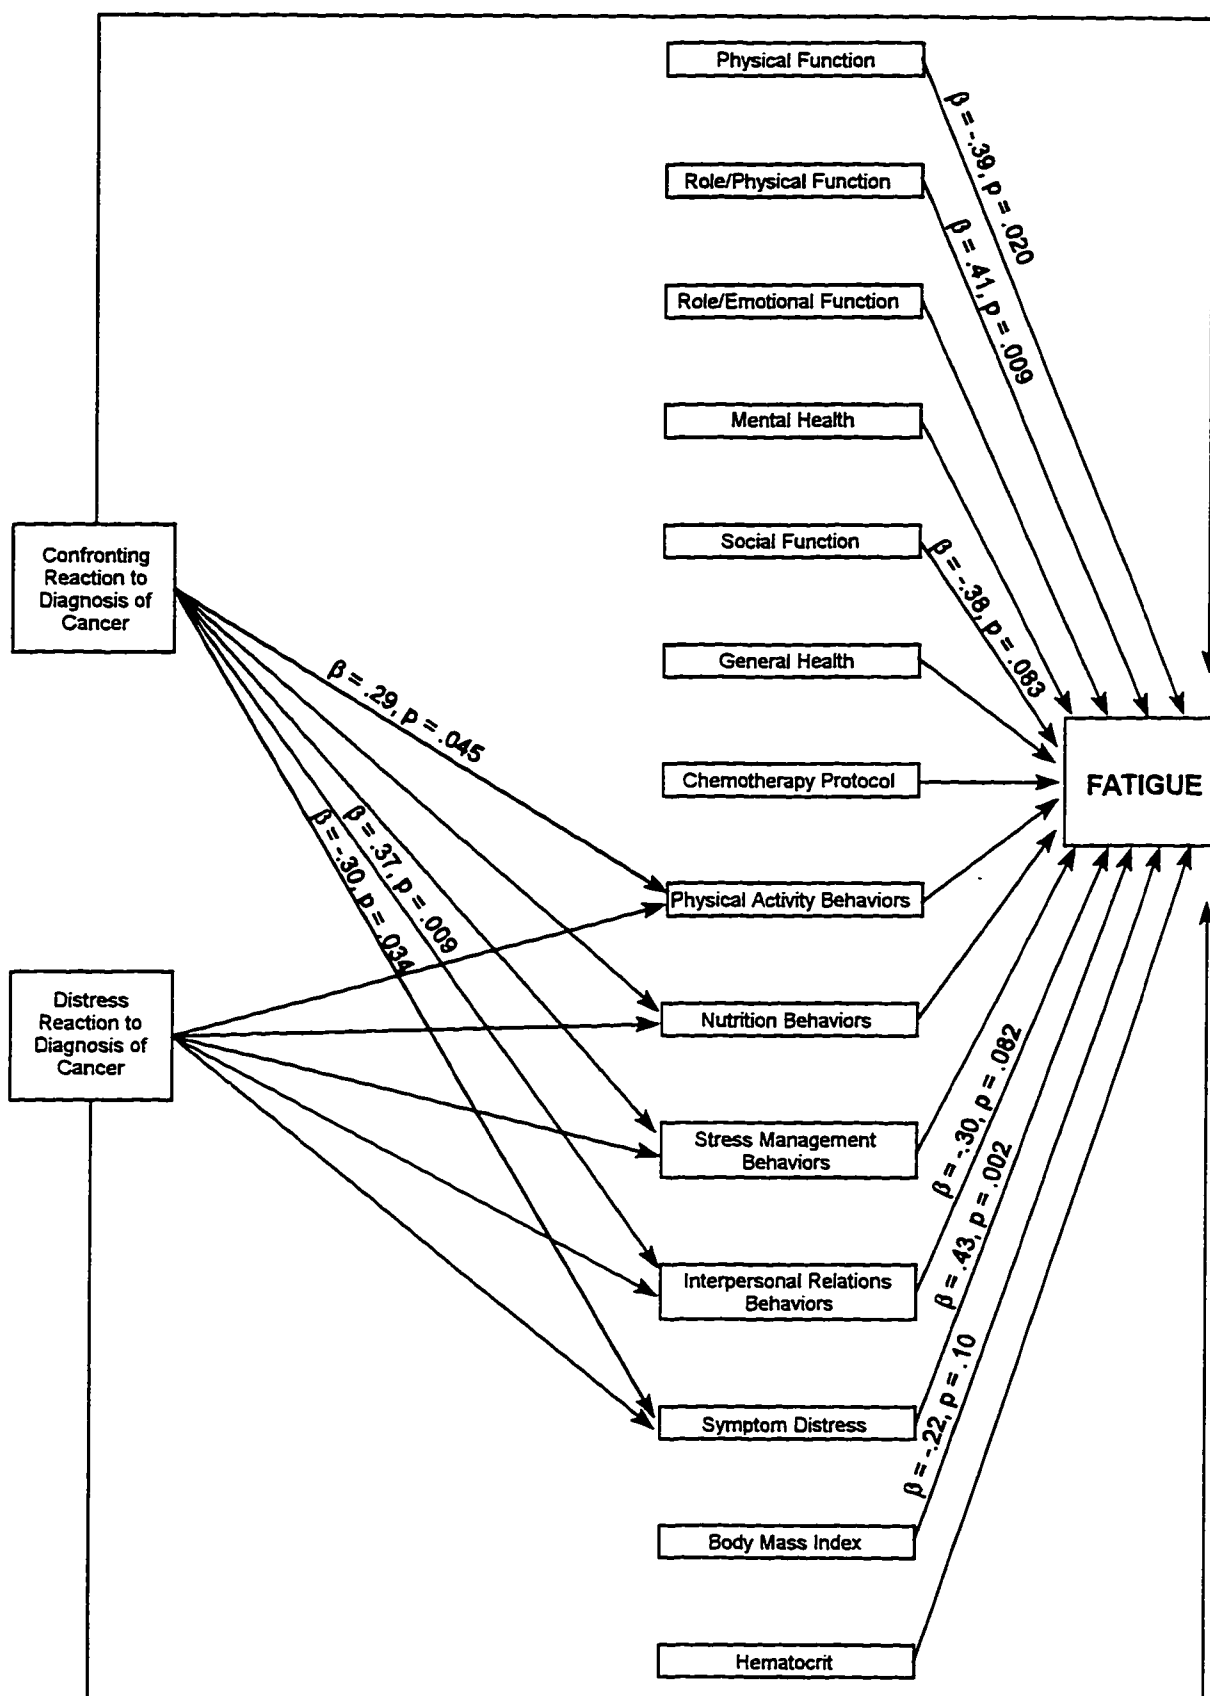 Physical Function
β = -.39, p = .020
Role/Physical Function
β = .41, p = .009
Role/Emotional Function
Mental Health
Social Function
β = -.38, p = .083
Confronting
Reaction to
Diagnosis of
Cancer
General Health
β = .29, p = .045
Chemotherapy Protocol
FATIGUE
β = .37, p = .009
β = -.30, p = .034
Physical Activity Behaviors
Distress
Reaction to
Diagnosis of
Cancer
Nutrition Behaviors
Stress Management
Behaviors
β = -.30, p = .082
Interpersonal Relations
Behaviors
β = .43, p = .002
Symptom Distress
β = -.22, p = .10
Body Mass Index
Hematocrit